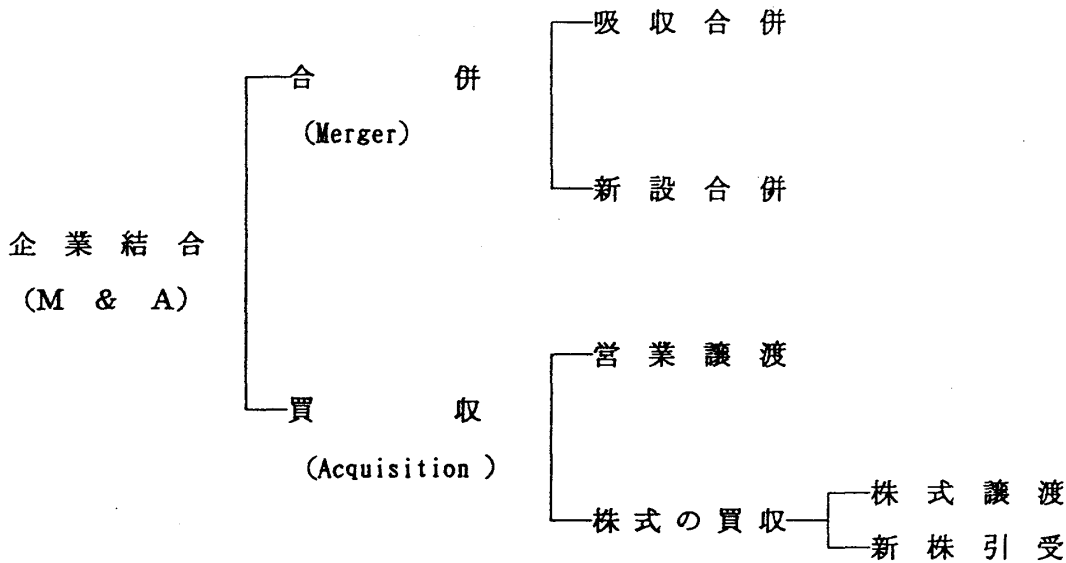 吸収合併
合併
(Merger)
新設合併
企業結合
(M & A)
営業譲渡
買収
(Acquisition )
株式譲渡
株式の買収
新株引受